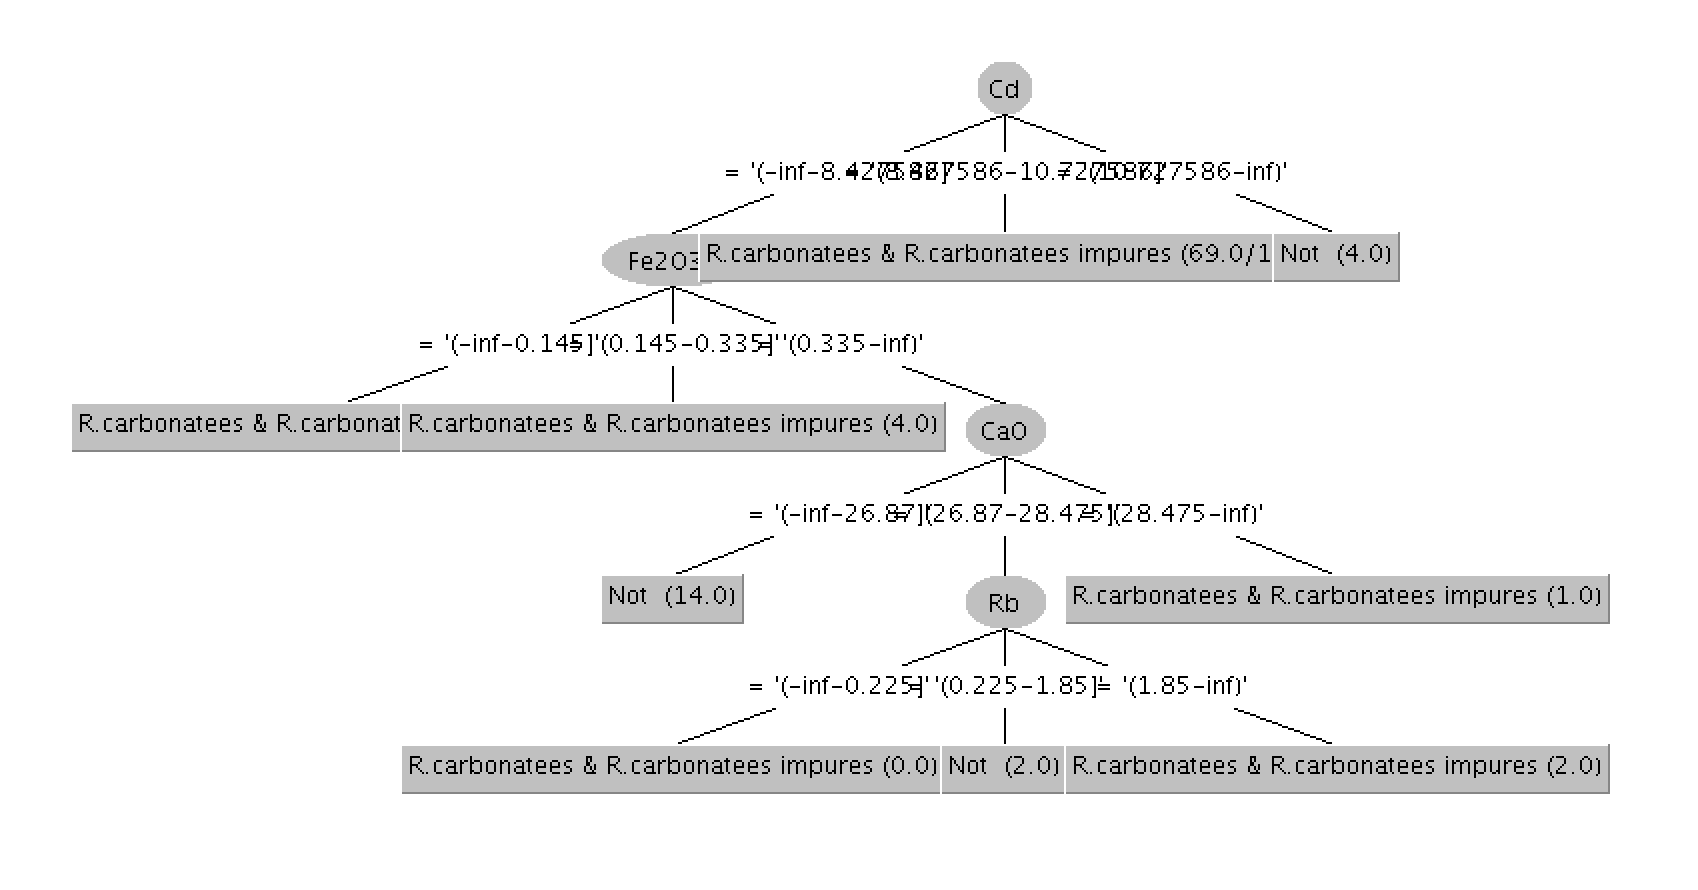 Cd
= '(-inf-8.427586]' = '(8.427586-10.727586]' = '(10.727586-inf)'
Fe2O3 R.carbonatees & R.carbonatees impures (69.0/1 Not (4.0)
= '(-inf-0.145]' = '(0.145-0.335]' = '(0.335-inf)'
R.carbonatees & R.carbonat R.carbonatees & R.carbonatees impures (4.0) CaO
= '(-inf-26.87]' = '(26.87-28.475]' = '(28.475-inf)'
Not (14.0) Rb R.carbonatees & R.carbonatees impures (1.0)
= '(-inf-0.225]' = '(0.225-1.85]' = '(1.85-inf)'
R.carbonatees & R.carbonatees impures (0.0) Not (2.0) R.carbonatees & R.carbonatees impures (2.0)